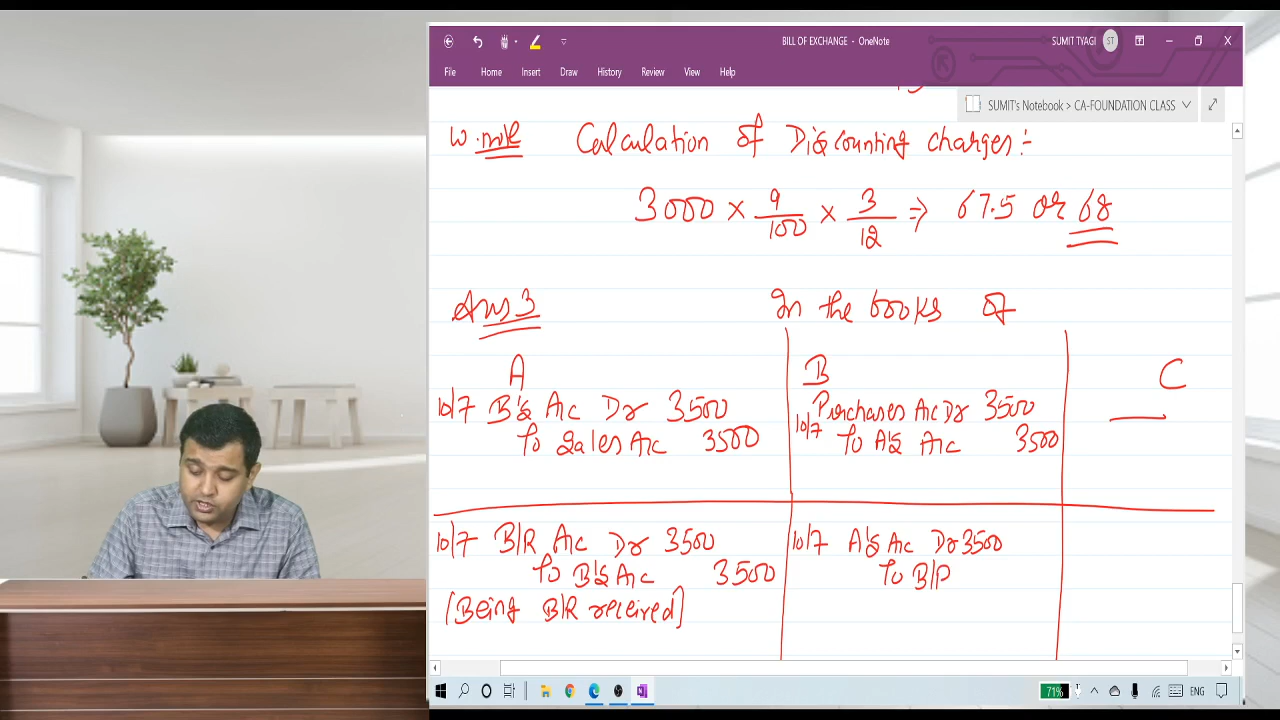 BILL OF EXCHANGE - OneNote
SUMIT TYAGI ST
File Home Insert Draw History Review View Help
SUMIT's Notebook > CA-FOUNDATION CLASS
W. note Calculation of Discounting charges :-
3000 × 9/100 × 3/12 ⇒ 67.5 or 68
Ans 3 In the books of
A B C
10/7 B's A/c Dr 3500
To Sales A/c 3500
Purchases A/c Dr 3500
10/7 To A's A/c 3500
10/7 B/R A/c Dr 3500
To B's A/c 3500
[Being B/R received]
10/7 A's A/c Dr 3500
To B/P
71% ENG